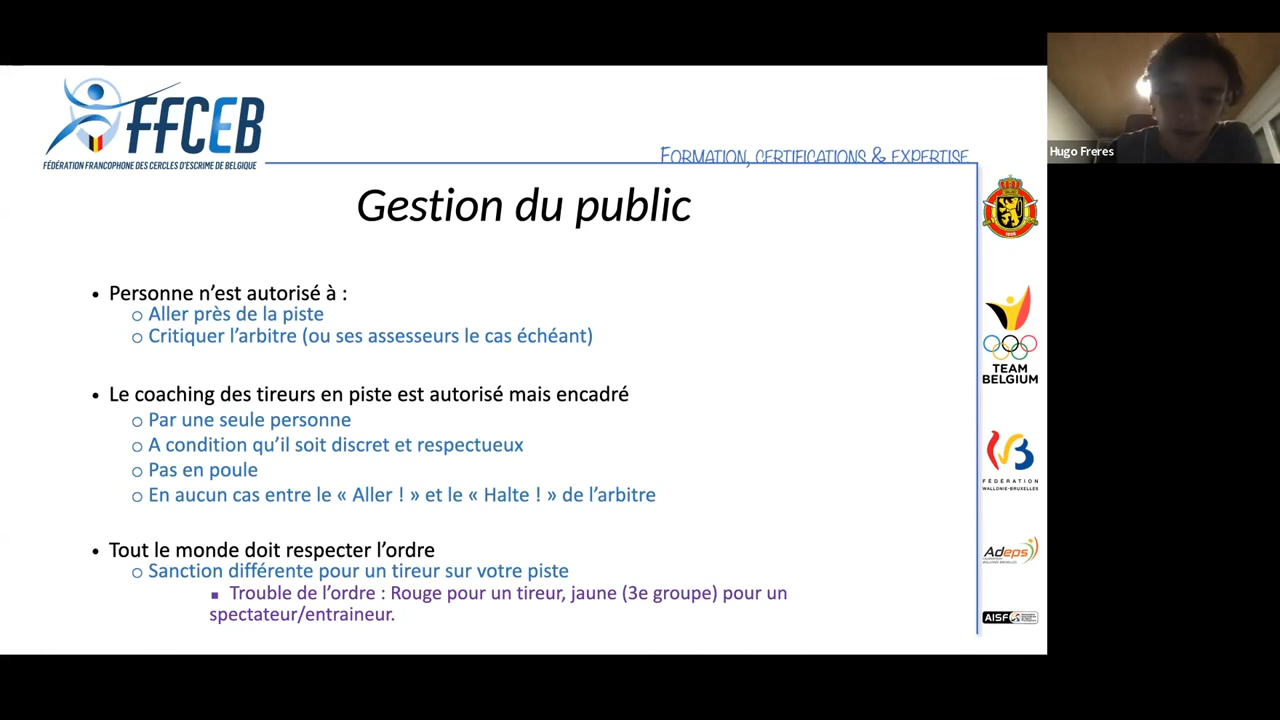 FFCEB
FÉDÉRATION FRANCOPHONE DES CERCLES D'ESCRIME DE BELGIQUE
FORMATION, CERTIFICATIONS & EXPERTISE
Hugo Freres
Gestion du public
• Personne n'est autorisé à :
o Aller près de la piste
o Critiquer l'arbitre (ou ses assesseurs le cas échéant)
• Le coaching des tireurs en piste est autorisé mais encadré
o Par une seule personne
o A condition qu'il soit discret et respectueux
o Pas en poule
o En aucun cas entre le « Aller ! » et le « Halte ! » de l'arbitre
• Tout le monde doit respecter l'ordre
o Sanction différente pour un tireur sur votre piste
▪ Trouble de l'ordre : Rouge pour un tireur, jaune (3e groupe) pour un
spectateur/entraineur.
TEAM
BELGIUM
FÉDÉRATION
WALLONIE-BRUXELLES
Adeps
AISF